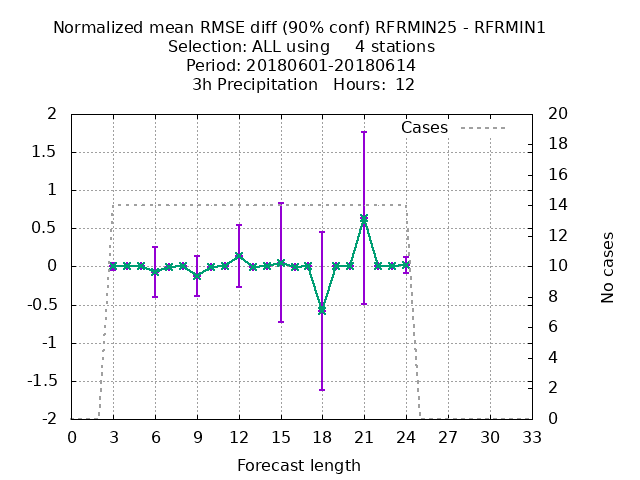 Normalized mean RMSE diff (90% conf) RFRMIN25 - RFRMIN1
Selection: ALL using 4 stations
Period: 20180601-20180614
3h Precipitation Hours: 12
Cases
2
1.5
1
0.5
0
-0.5
-1
-1.5
-2
20
18
16
14
12
10
8
6
4
2
0
No cases
0 3 6 9 12 15 18 21 24 27 30 33
Forecast length